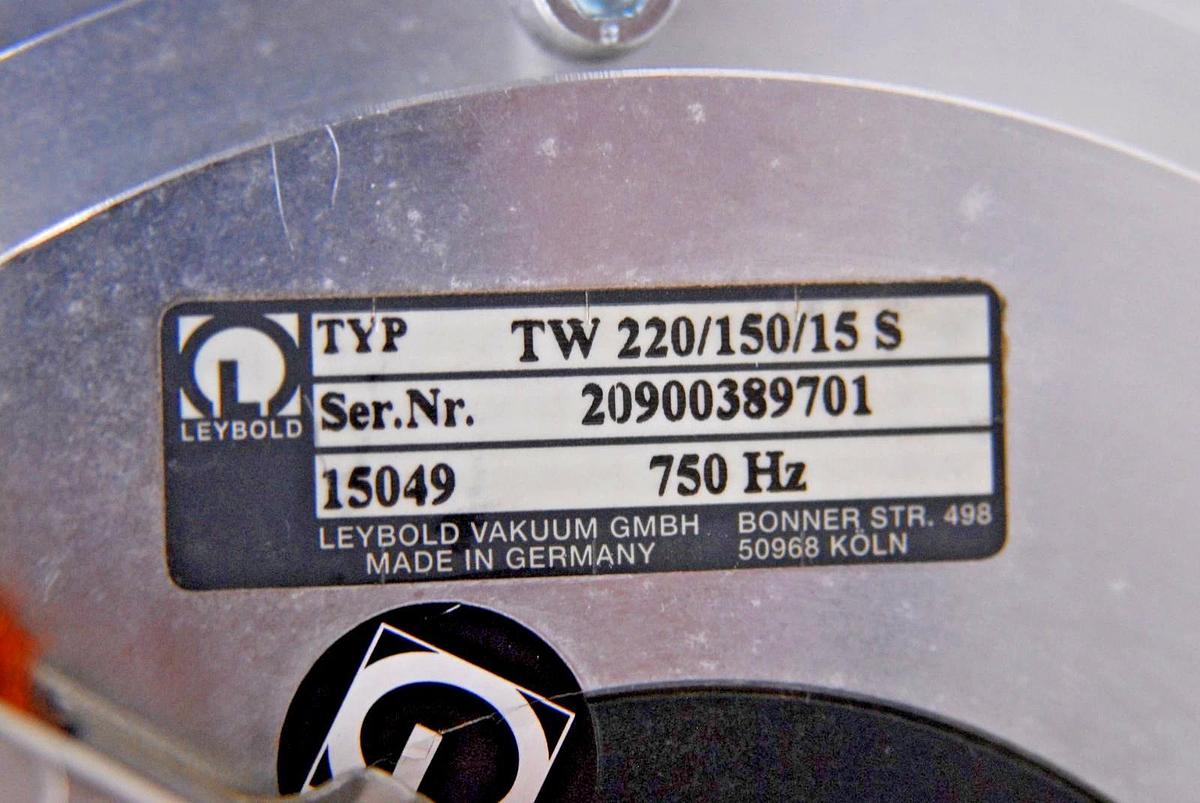 TYP TW 220/150/15 S
Ser.Nr. 20900389701
LEYBOLD
15049 750 Hz
LEYBOLD VAKUUM GMBH BONNER STR. 498
MADE IN GERMANY 50968 KÖLN